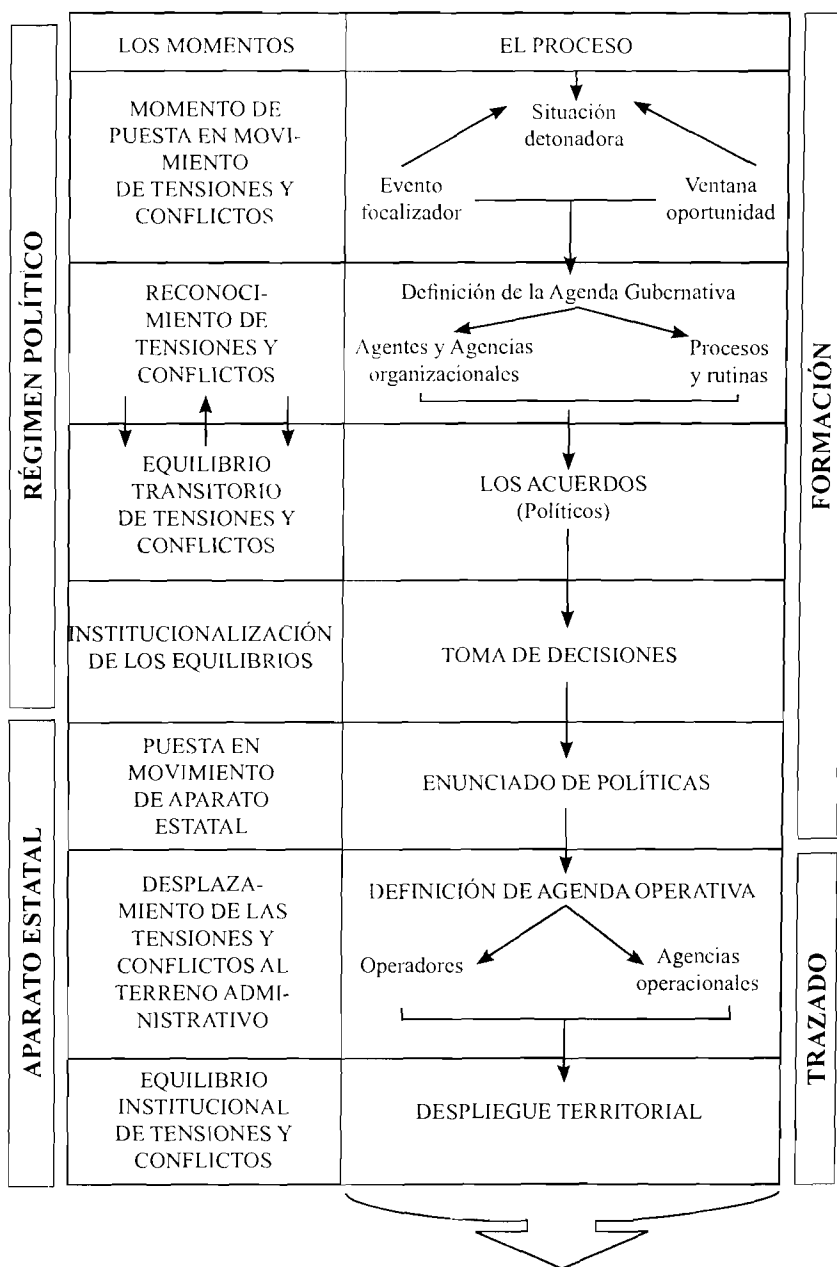 LOS MOMENTOS
EL PROCESO
RÉGIMEN POLÍTICO
FORMACIÓN
MOMENTO DE
PUESTA EN MOVI-
MIENTO
DE TENSIONES Y
CONFLICTOS
Situación
detonadora
Evento
focalizador
Ventana
oportunidad
RECONOCI-
MIENTO DE
TENSIONES Y
CONFLICTOS
Definición de la Agenda Gubernativa
Agentes y Agencias
organizacionales
Procesos
y rutinas
EQUILIBRIO
TRANSITORIO
DE TENSIONES Y
CONFLICTOS
LOS ACUERDOS
(Políticos)
INSTITUCIONALIZACIÓN
DE LOS EQUILIBRIOS
TOMA DE DECISIONES
APARATO ESTATAL
PUESTA EN
MOVIMIENTO
DE APARATO
ESTATAL
ENUNCIADO DE POLÍTICAS
TRAZADO
DESPLAZA-
MIENTO DE LAS
TENSIONES Y
CONFLICTOS AL
TERRENO ADMI-
NISTRATIVO
DEFINICIÓN DE AGENDA OPERATIVA
Operadores
Agencias
operacionales
EQUILIBRIO
INSTITUCIONAL
DE TENSIONES Y
CONFLICTOS
DESPLIEGUE TERRITORIAL